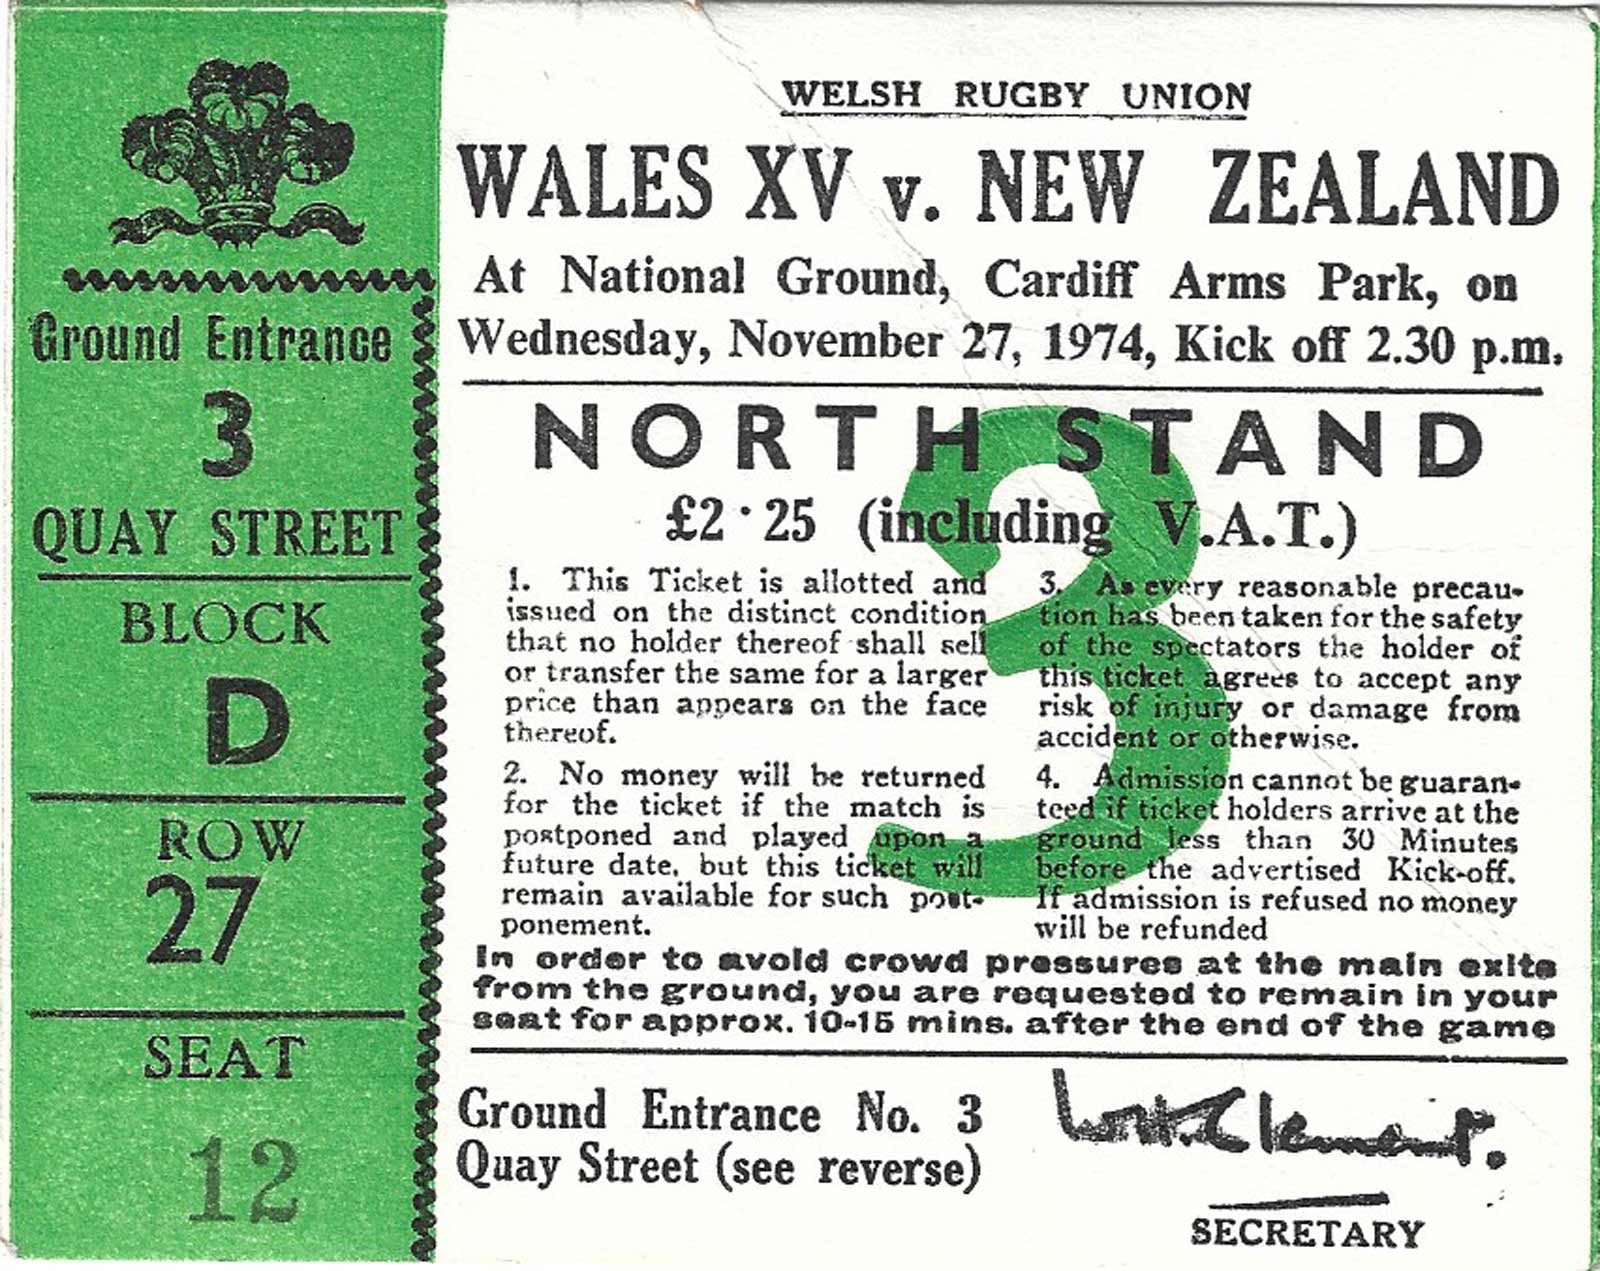 Ground Entrance
3
QUAY STREET
BLOCK
D
ROW
27
SEAT
12
WELSH RUGBY UNION
WALES XV v. NEW ZEALAND
At National Ground, Cardiff Arms Park, on
Wednesday, November 27, 1974, Kick off 2.30 p.m.
NORTH STAND
3
£2·25 (including V.A.T.)
1. This Ticket is allotted and
issued on the distinct condition
that no holder thereof shall sell
or transfer the same for a larger
price than appears on the face
thereof.
2. No money will be returned
for the ticket if the match is
postponed and played upon a
future date, but this ticket will
remain available for such post-
ponement.
3. As every reasonable precau-
tion has been taken for the safety
of the spectators the holder of
this ticket agrees to accept any
risk of injury or damage from
accident or otherwise.
4. Admission cannot be guaran-
teed if ticket holders arrive at the
ground less than 30 Minutes
before the advertised Kick-off.
If admission is refused no money
will be refunded
In order to avoid crowd pressures at the main exits
from the ground, you are requested to remain in your
seat for approx. 10-15 mins. after the end of the game
Ground Entrance No. 3
Quay Street (see reverse)
W.H. Clement.
SECRETARY